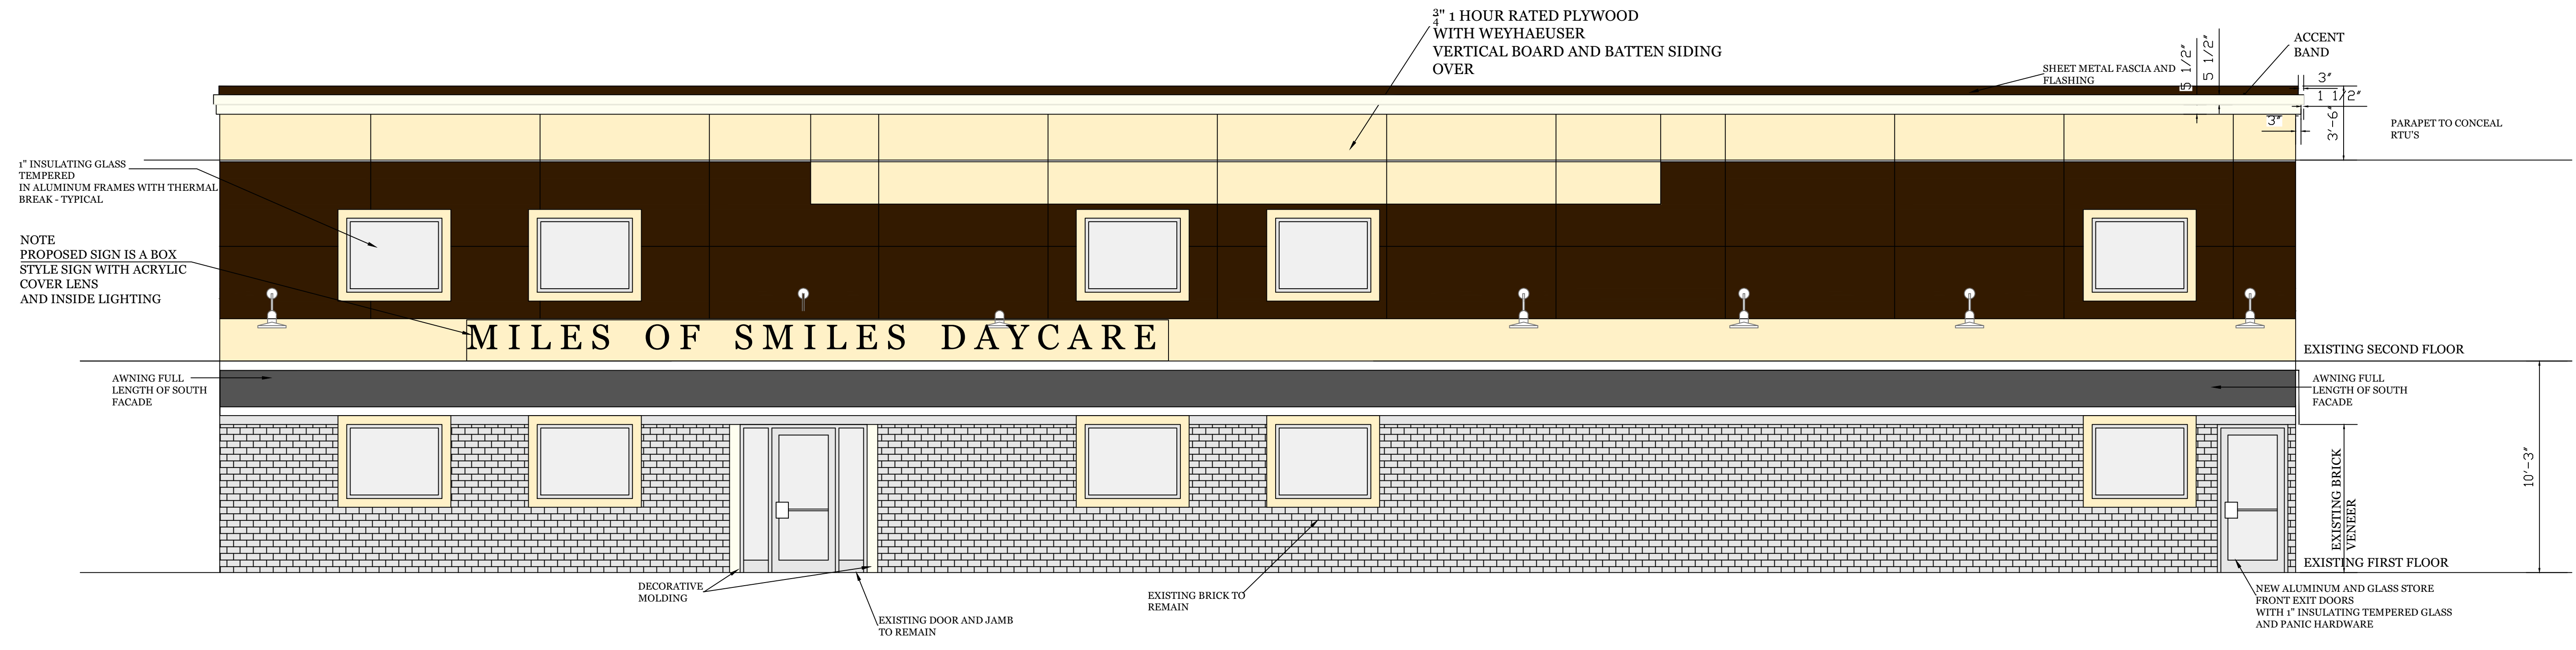 3/4" 1 HOUR RATED PLYWOOD
WITH WEYHAEUSER
VERTICAL BOARD AND BATTEN SIDING
OVER
SHEET METAL FASCIA AND
FLASHING
5 1/2"
5 1/2"
ACCENT
BAND
3"
1 1/2"
3"
3'-6"
PARAPET TO CONCEAL
RTU'S
1" INSULATING GLASS
TEMPERED
IN ALUMINUM FRAMES WITH THERMAL
BREAK - TYPICAL
NOTE
PROPOSED SIGN IS A BOX
STYLE SIGN WITH ACRYLIC
COVER LENS
AND INSIDE LIGHTING
MILES OF SMILES DAYCARE
EXISTING SECOND FLOOR
AWNING FULL
LENGTH OF SOUTH
FACADE
AWNING FULL
LENGTH OF SOUTH
FACADE
10'-3"
EXISTING BRICK
VENEER
EXISTING FIRST FLOOR
DECORATIVE
MOLDING
EXISTING DOOR AND JAMB
TO REMAIN
EXISTING BRICK TO
REMAIN
NEW ALUMINUM AND GLASS STORE
FRONT EXIT DOORS
WITH 1" INSULATING TEMPERED GLASS
AND PANIC HARDWARE